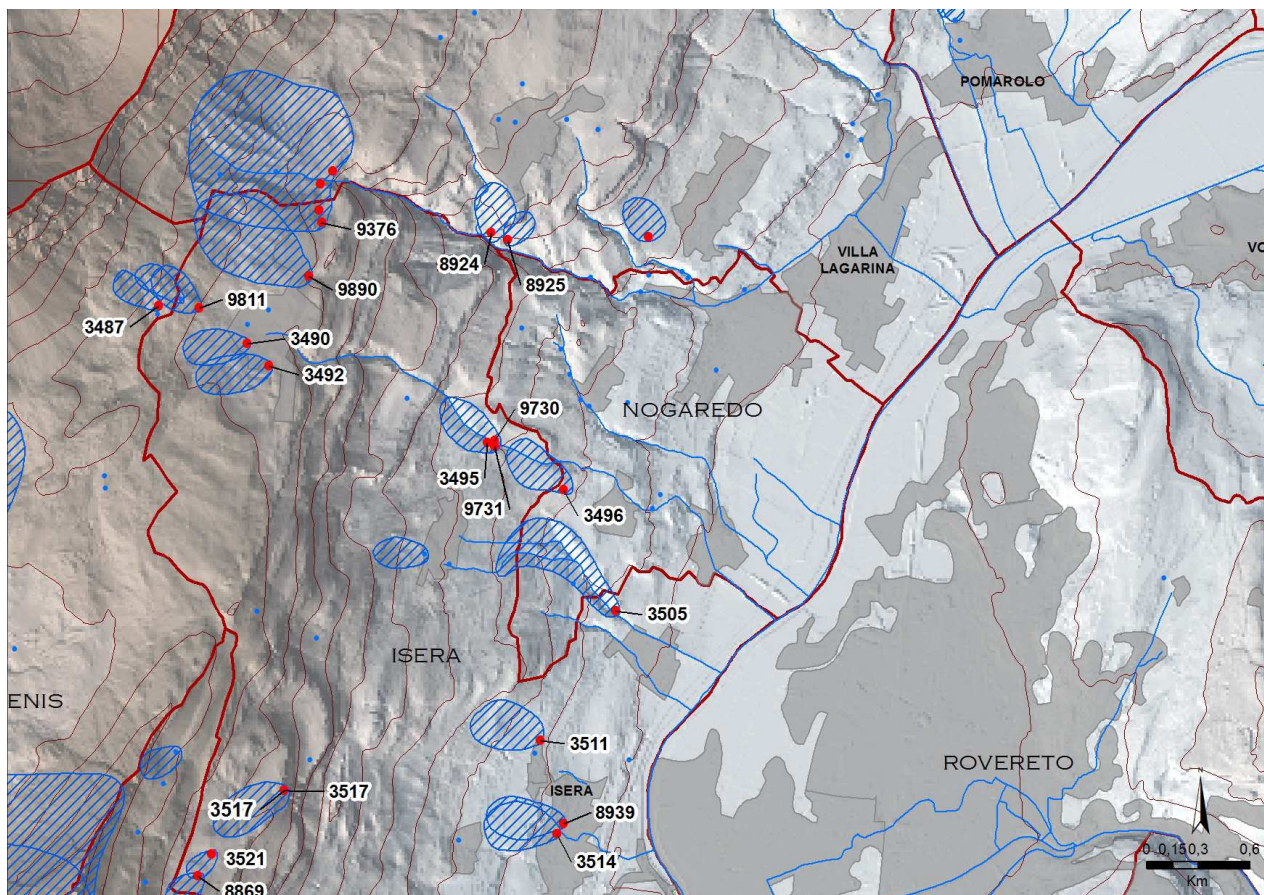 POMAROLO
VILLA
LAGARINA
VO
9376
8924
8925
9890
9811
3487
3490
3492
NOGAREDO
9730
3495
9731
3496
3505
ISERA
ENIS
3511
ROVERETO
3517
3517
ISERA
8939
3514
3521
8869
0 0,150,3 0,6
Km